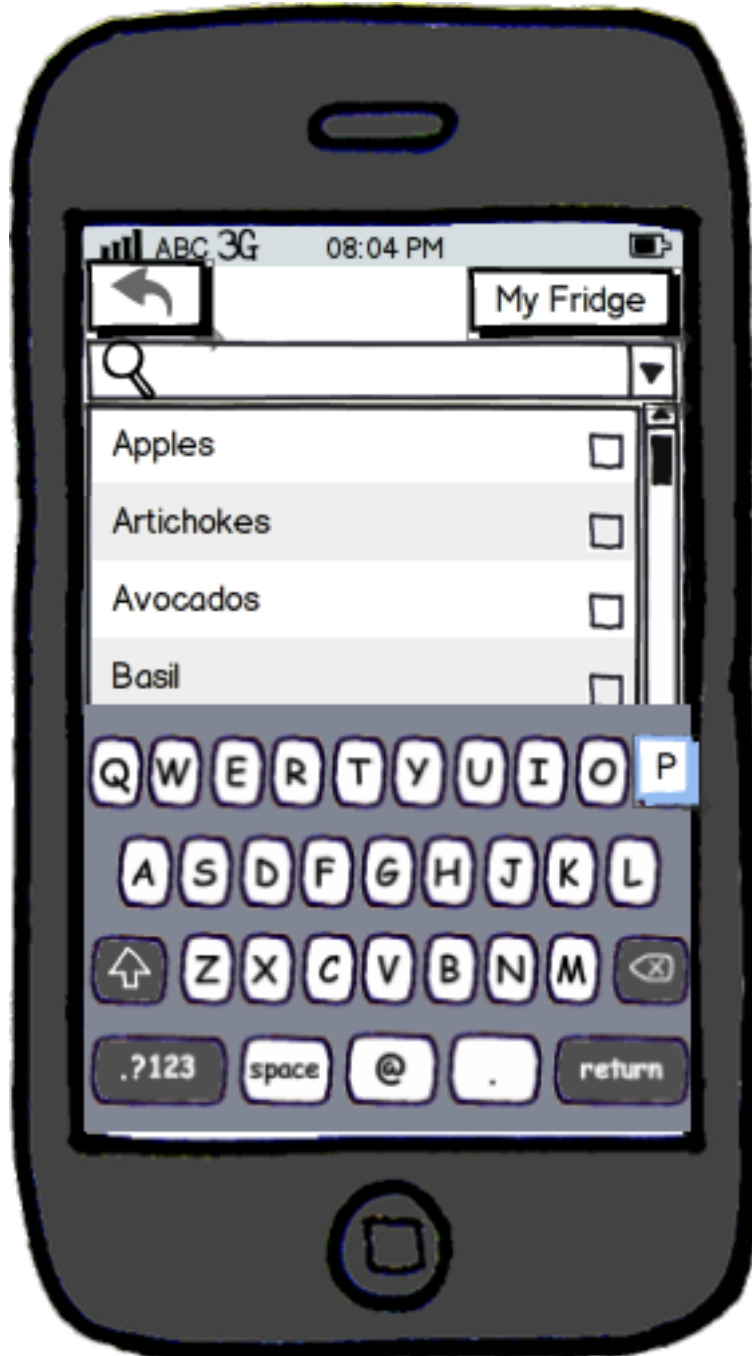 ABC 3G 08:04 PM
My Fridge
Apples
Artichokes
Avocados
Basil
Q W E R T Y U I O P
A S D F G H J K L
Z X C V B N M
.?123 space @ . return